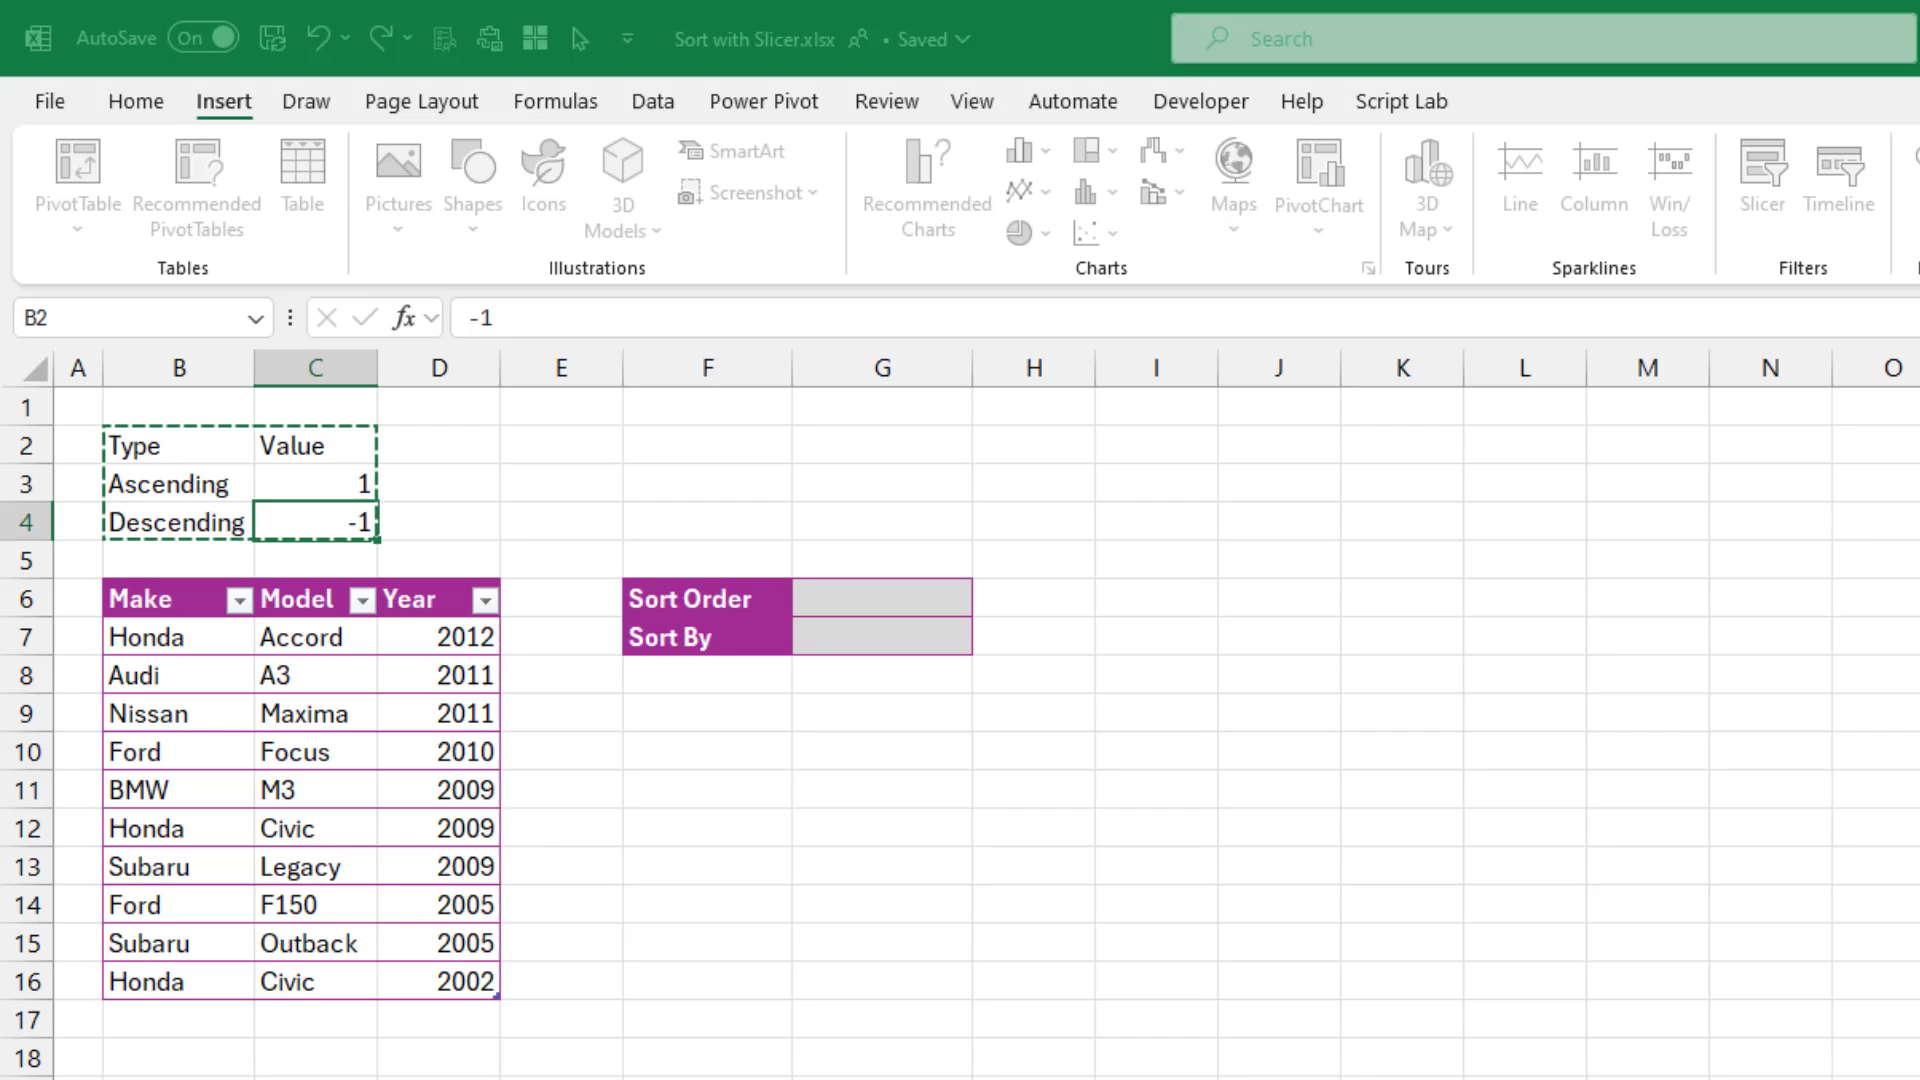 AutoSave On Sort with Slicer.xlsx • Saved Search
File Home Insert Draw Page Layout Formulas Data Power Pivot Review View Automate Developer Help Script Lab
PivotTable
Recommended PivotTables
Table
Tables
Pictures
Shapes
Icons
3D Models
SmartArt
Screenshot
Illustrations
Recommended Charts
Maps
PivotChart
Charts
3D Map
Tours
Line
Column
Win/ Loss
Sparklines
Slicer
Timeline
Filters
B2 fx -1
A B C D E F G H I J K L M N O
1
2 Type Value
3 Ascending 1
4 Descending -1
5
6 Make Model Year Sort Order
7 Honda Accord 2012 Sort By
8 Audi A3 2011
9 Nissan Maxima 2011
10 Ford Focus 2010
11 BMW M3 2009
12 Honda Civic 2009
13 Subaru Legacy 2009
14 Ford F150 2005
15 Subaru Outback 2005
16 Honda Civic 2002
17
18